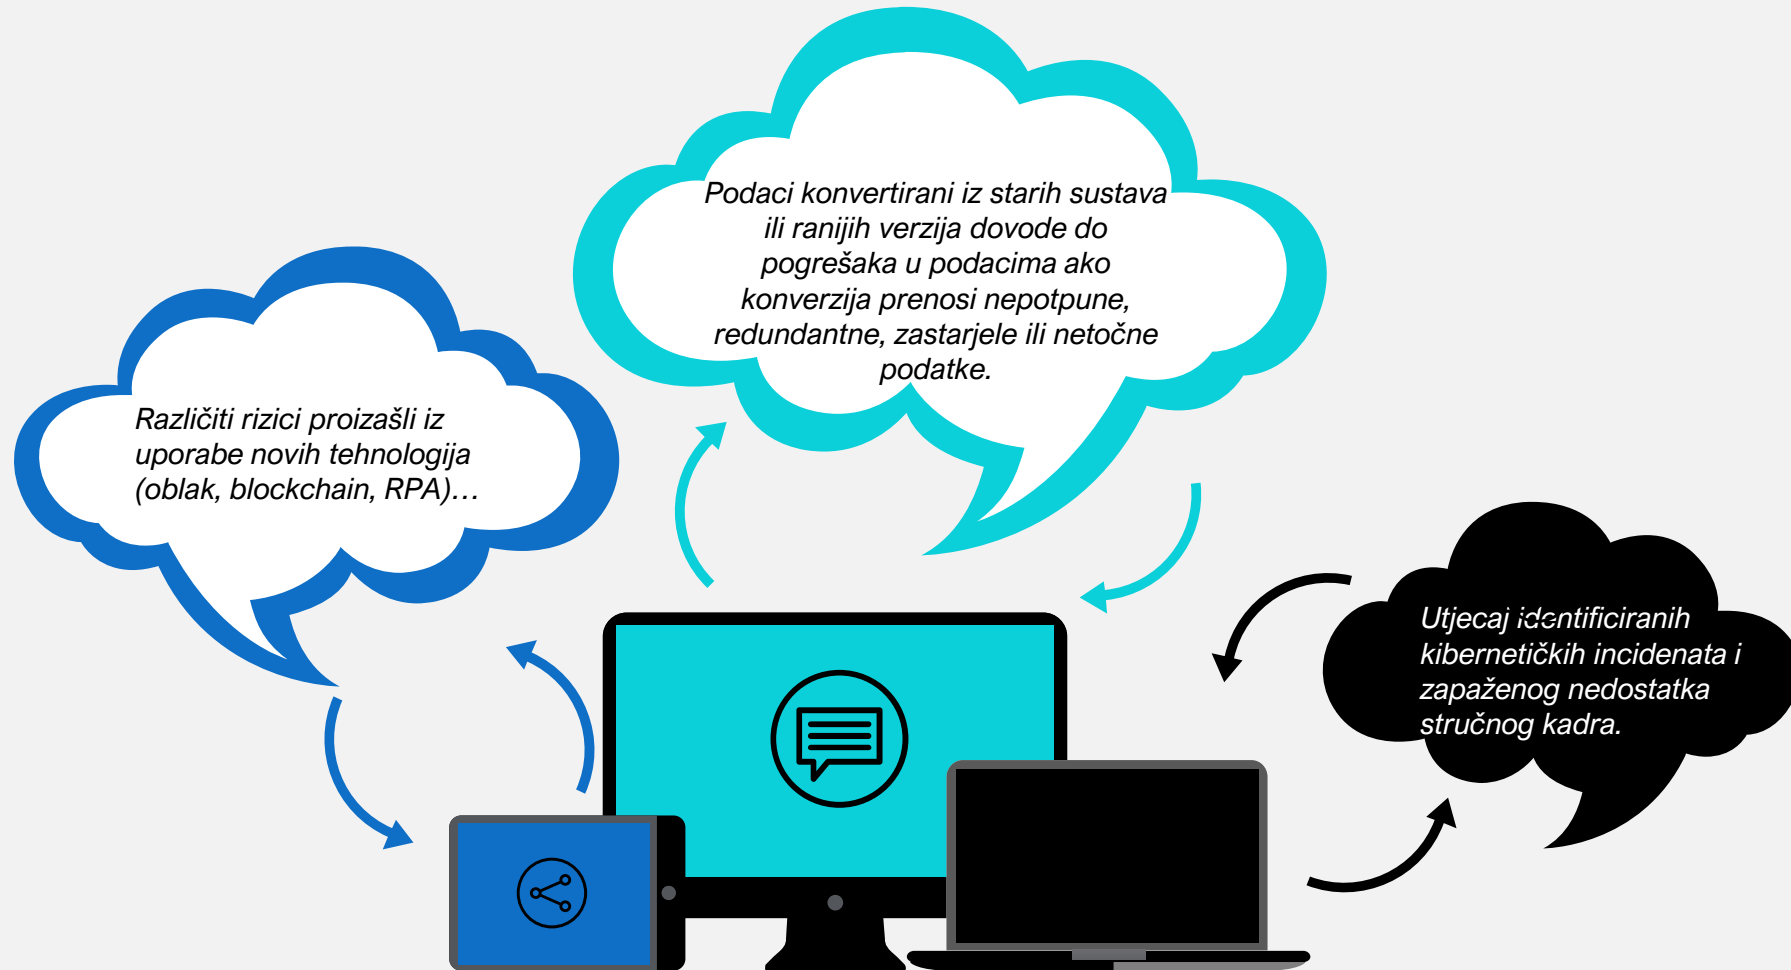 Podaci konvertirani iz starih sustava
ili ranijih verzija dovode do
pogrešaka u podacima ako
konverzija prenosi nepotpune,
redundantne, zastarjele ili netočne
podatke.
Različiti rizici proizašli iz
uporabe novih tehnologija
(oblak, blockchain, RPA)…
Utjecaj identificiranih
kibernetičkih incidenata i
zapaženog nedostatka
stručnog kadra.